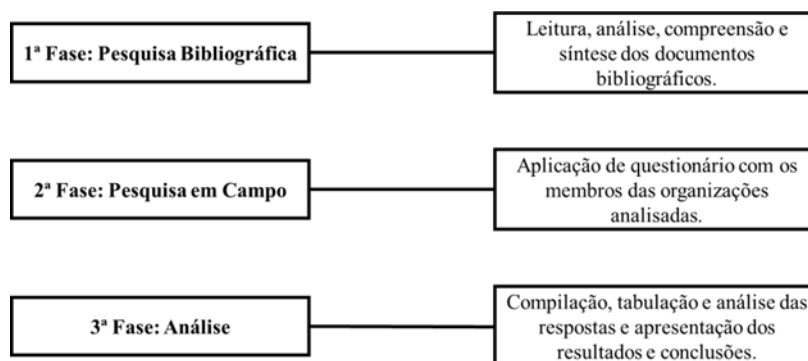 1ª Fase: Pesquisa Bibliográfica
Leitura, análise, compreensão e
síntese dos documentos
bibliográficos.
2ª Fase: Pesquisa em Campo
Aplicação de questionário com os
membros das organizações
analisadas.
3ª Fase: Análise
Compilação, tabulação e análise das
respostas e apresentação dos
resultados e conclusões.